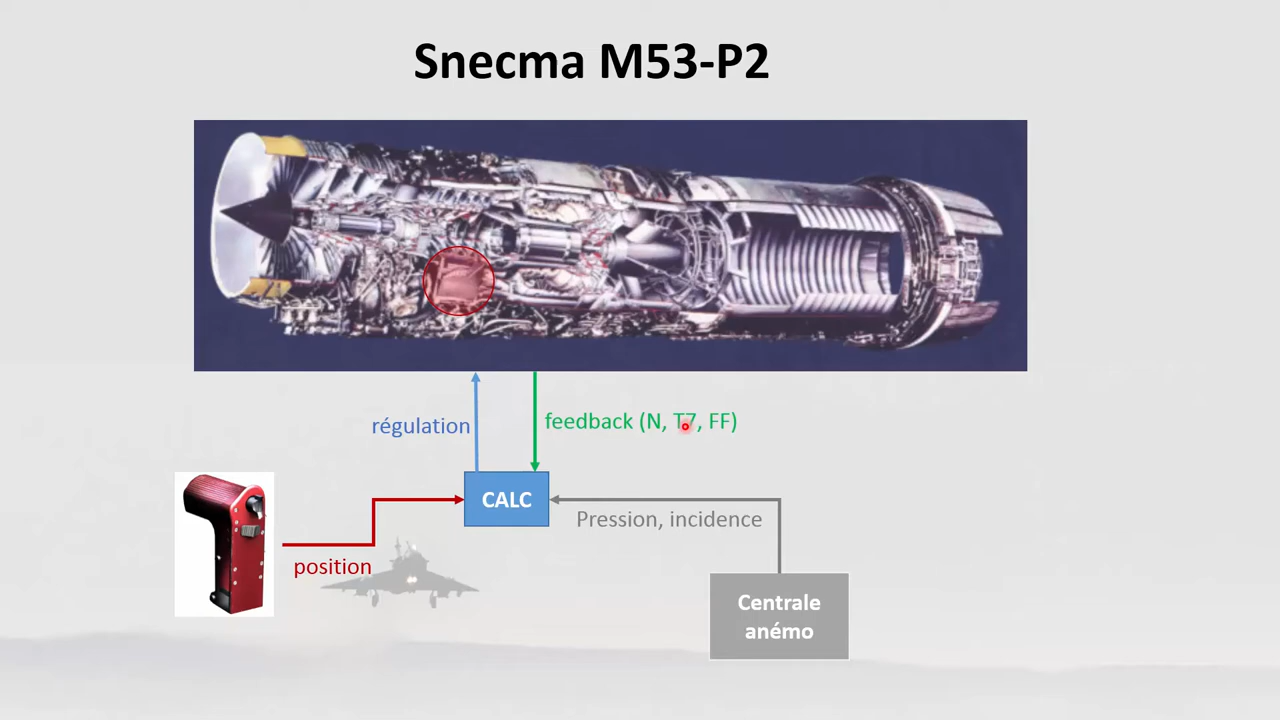 Snecma M53-P2
régulation
feedback (N, T7, FF)
CALC
Pression, incidence
position
Centrale
anémo